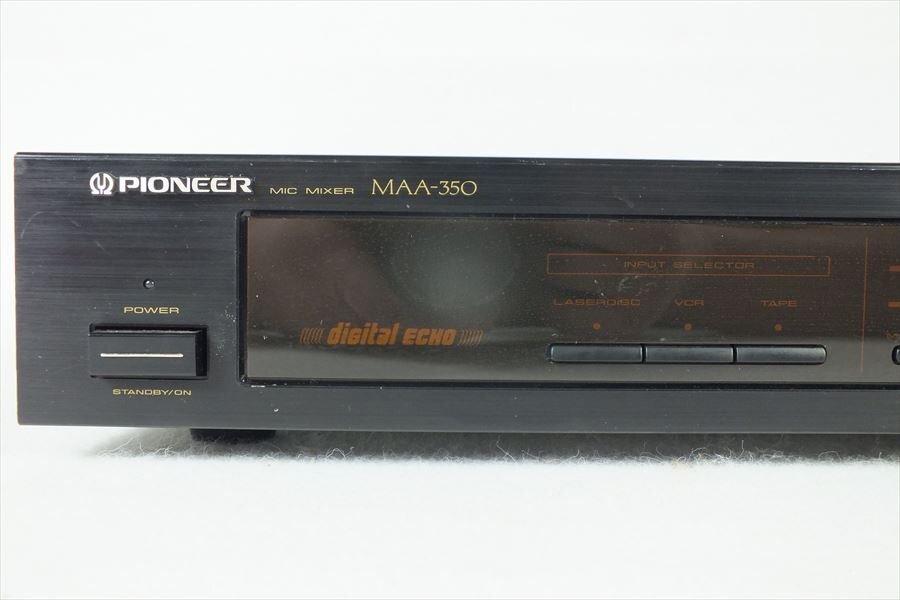 PIONEER MIC MIXER MAA-350
POWER
STANDBY/ON
digital ECHO
INPUT SELECTOR
LASERDISC VCR TAPE